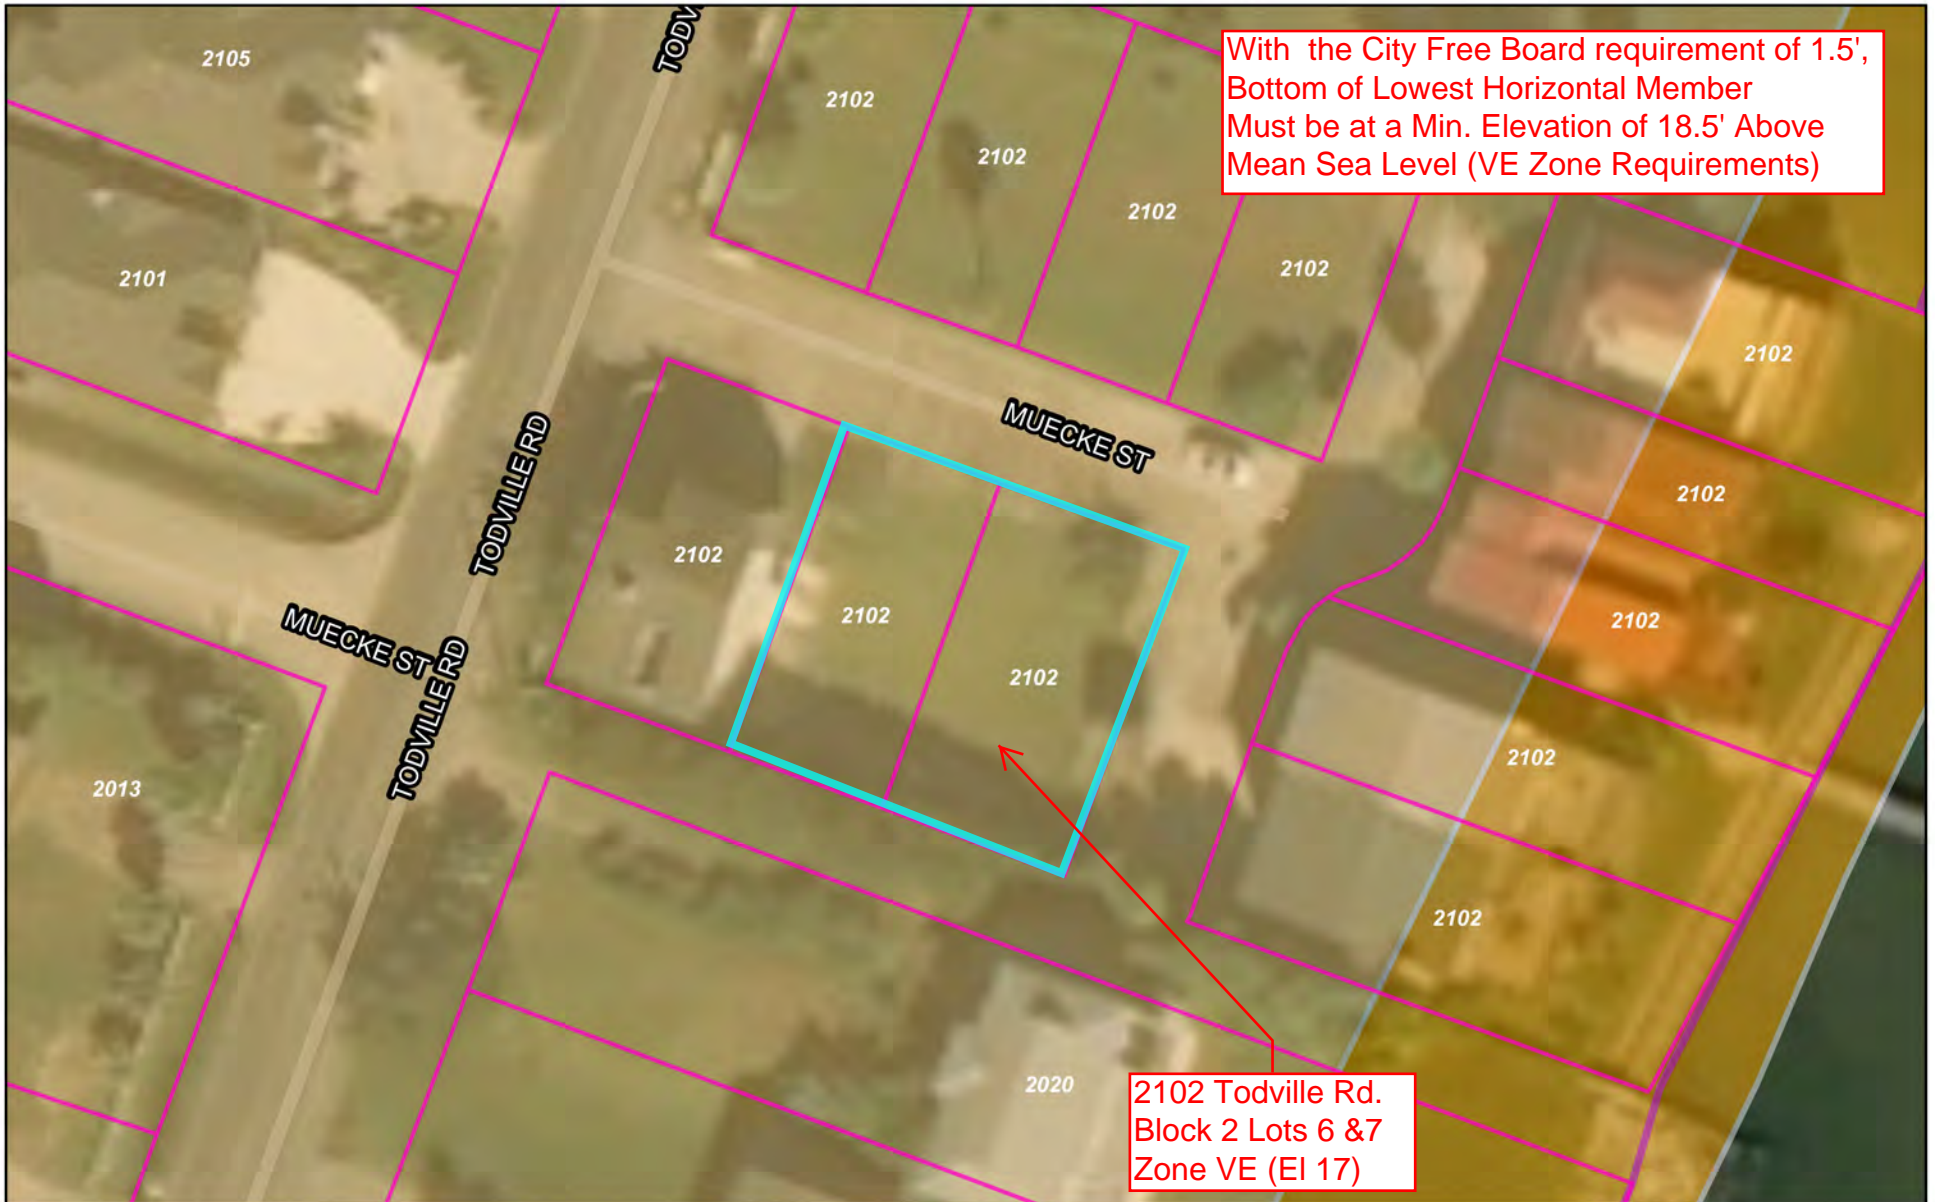 TODV
2105
With the City Free Board requirement of 1.5',
Bottom of Lowest Horizontal Member
Must be at a Min. Elevation of 18.5' Above
Mean Sea Level (VE Zone Requirements)
2102
2102
2102
2102
2101
2102
MUECKE ST
TODVILLE RD
2102
2102
2102
2102
2102
MUECKE ST
TODVILLE RD
2102
2102
2013
2102
2020
2102 Todville Rd.
Block 2 Lots 6 &7
Zone VE (El 17)